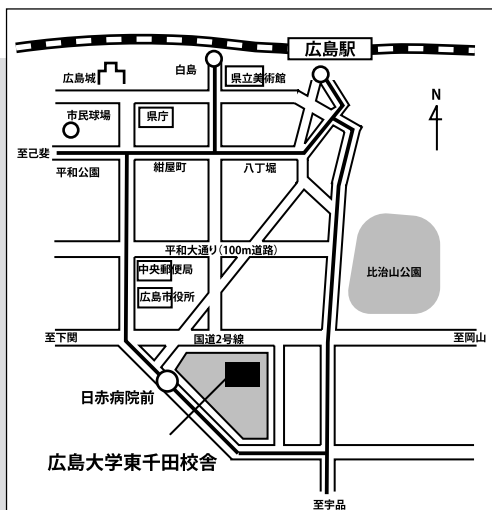 広島駅
白島
広島城
県立美術館
N
市民球場
県庁
至己斐
平和公園
紺屋町
八丁堀
平和大通り(100m道路)
中央郵便局
比治山公園
広島市役所
至下関
国道2号線
至岡山
日赤病院前
広島大学東千田校舎
至宇品